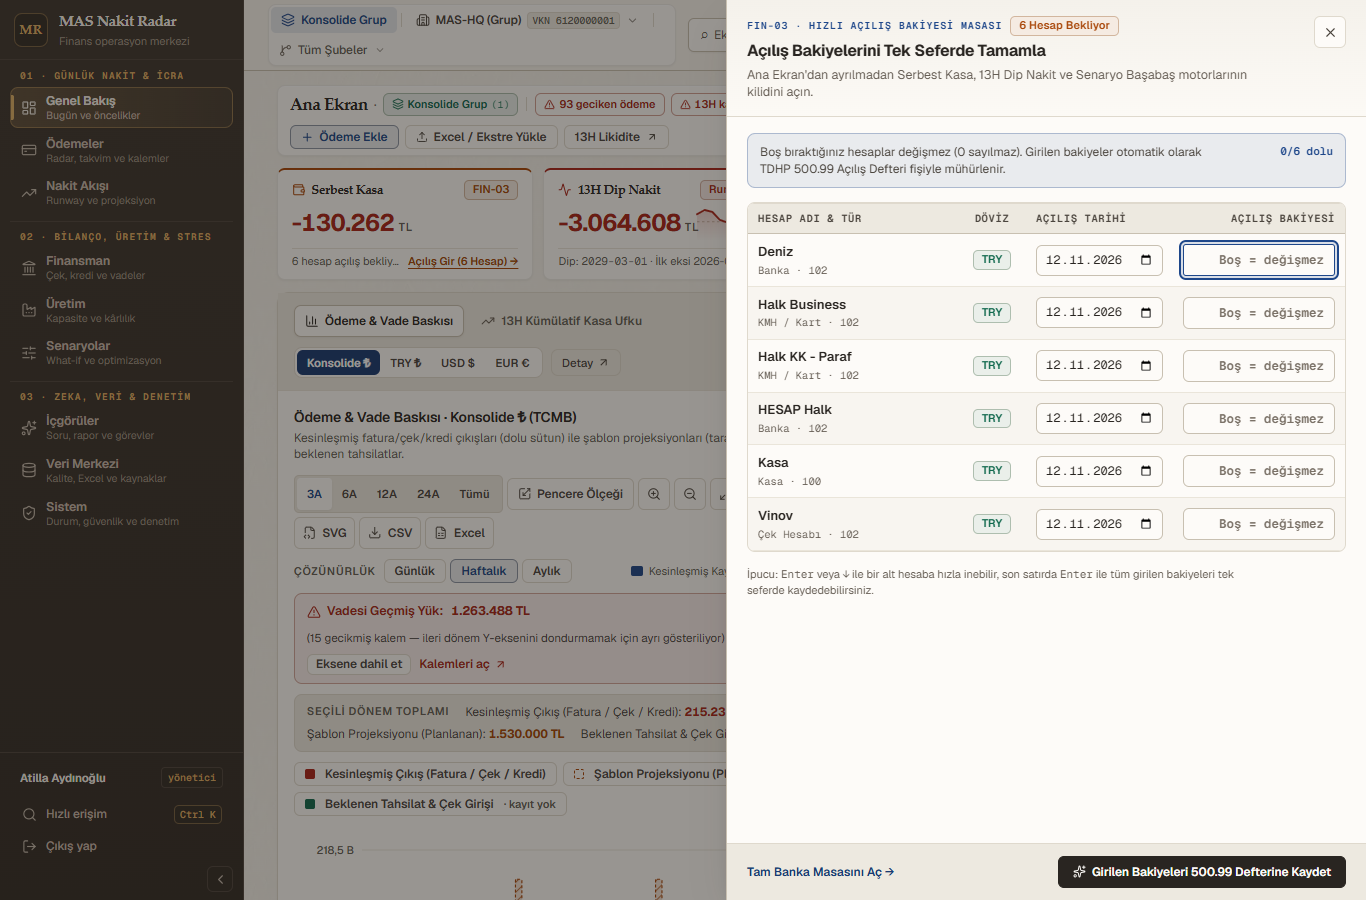 MR
MAS Nakit Radar
Finans operasyon merkezi
01 · GÜNLÜK NAKİT & İCRA
Genel Bakış
Bugün ve öncelikler
Ödemeler
Radar, takvim ve kalemler
Nakit Akışı
Runway ve projeksiyon
02 · BİLANÇO, ÜRETİM & STRES
Finansman
Çek, kredi ve vadeler
Üretim
Kapasite ve kârlılık
Senaryolar
What-if ve optimizasyon
03 · ZEKA, VERİ & DENETİM
İçgörüler
Soru, rapor ve görevler
Veri Merkezi
Kalite, Excel ve kaynaklar
Sistem
Durum, güvenlik ve denetim
Atilla Aydınoğlu
yönetici
Hızlı erişim
Ctrl K
Çıkış yap
Konsolide Grup
MAS-HQ (Grup) VKN 6120000001
Tüm Şubeler
Ana Ekran · Konsolide Grup (1) 93 geciken ödeme
+ Ödeme Ekle Excel / Ekstre Yükle 13H Likidite ↗
Serbest Kasa FIN-03
-130.262 TL
6 hesap açılış bekliy... Açılış Gir (6 Hesap) →
13H Dip Nakit
-3.064.608 TL
Dip: 2029-03-01 · İlk eksi 2026-
Ödeme & Vade Baskısı 13H Kümülatif Kasa Ufku
Konsolide ₺ TRY ₺ USD $ EUR € Detay ↗
Ödeme & Vade Baskısı · Konsolide ₺ (TCMB)
Kesinleşmiş fatura/çek/kredi çıkışları (dolu sütun) ile şablon projeksiyonları (tara
beklenen tahsilatlar.
3A 6A 12A 24A Tümü Pencere Ölçeği
SVG CSV Excel
ÇÖZÜNÜRLÜK Günlük Haftalık Aylık Kesinleşmiş Kay
Vadesi Geçmiş Yük: 1.263.488 TL
(15 gecikmiş kalem — ileri dönem Y-eksenini dondurmamak için ayrı gösteriliyor)
Eksene dahil et Kalemleri aç ↗
SEÇİLİ DÖNEM TOPLAMI Kesinleşmiş Çıkış (Fatura / Çek / Kredi): 215.23
Şablon Projeksiyonu (Planlanan): 1.530.000 TL Beklenen Tahsilat & Çek Gi
Kesinleşmiş Çıkış (Fatura / Çek / Kredi) Şablon Projeksiyonu (Pl
Beklenen Tahsilat & Çek Girişi · kayıt yok
218,5 B
FIN-03 · HIZLI AÇILIŞ BAKİYESİ MASASI 6 Hesap Bekliyor
Açılış Bakiyelerini Tek Seferde Tamamla
Ana Ekran'dan ayrılmadan Serbest Kasa, 13H Dip Nakit ve Senaryo Başabaş motorlarının
kilidini açın.
Boş bıraktığınız hesaplar değişmez (0 sayılmaz). Girilen bakiyeler otomatik olarak
TDHP 500.99 Açılış Defteri fişiyle mühürlenir.
0/6 dolu
HESAP ADI & TÜR DÖVİZ AÇILIŞ TARİHİ AÇILIŞ BAKİYESİ
Deniz
Banka · 102
TRY 12.11.2026 Boş = değişmez
Halk Business
KMH / Kart · 102
TRY 12.11.2026 Boş = değişmez
Halk KK - Paraf
KMH / Kart · 102
TRY 12.11.2026 Boş = değişmez
HESAP Halk
Banka · 102
TRY 12.11.2026 Boş = değişmez
Kasa
Kasa · 100
TRY 12.11.2026 Boş = değişmez
Vinov
Çek Hesabı · 102
TRY 12.11.2026 Boş = değişmez
İpucu: Enter veya ↓ ile bir alt hesaba hızla inebilir, son satırda Enter ile tüm girilen bakiyeleri tek
seferde kaydedebilirsiniz.
Tam Banka Masasını Aç →
Girilen Bakiyeleri 500.99 Defterine Kaydet